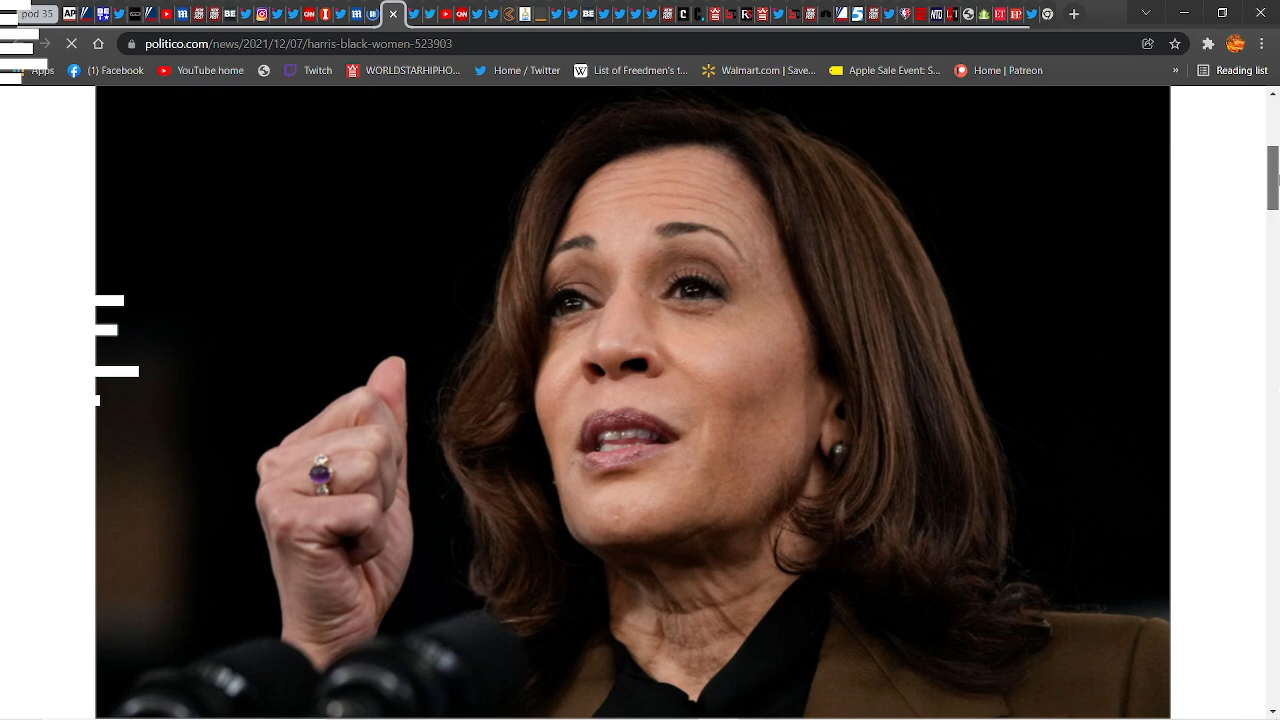 pod 35
politico.com/news/2021/12/07/harris-black-women-523903
Apps (1) Facebook YouTube home Twitch WORLDSTARHIPHO... Home / Twitter List of Freedmen's t... Walmart.com | Save... Apple See Event: S... Home | Patreon » Reading list